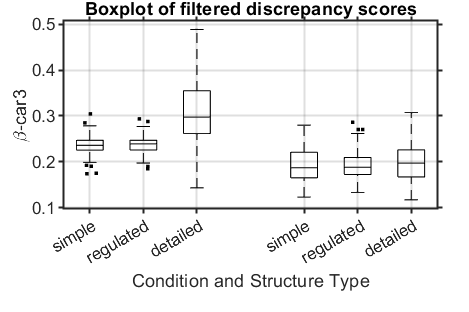 Boxplot of filtered discrepancy scores
0.5
0.4
0.3
0.2
0.1
β-car3
simple
regulated
detailed
simple
regulated
detailed
Condition and Structure Type